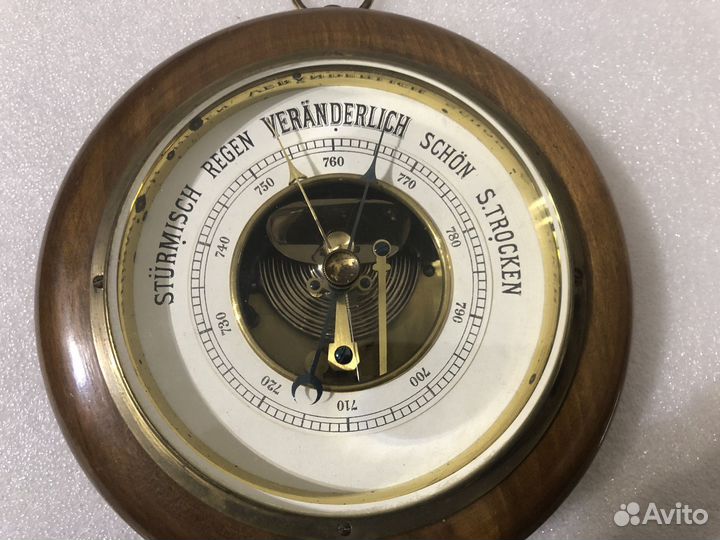 STÜRMISCH REGEN VERÄNDERLICH SCHÖN S.TROCKEN
720 730 740 750 760 770 780 790 700 710
Avito